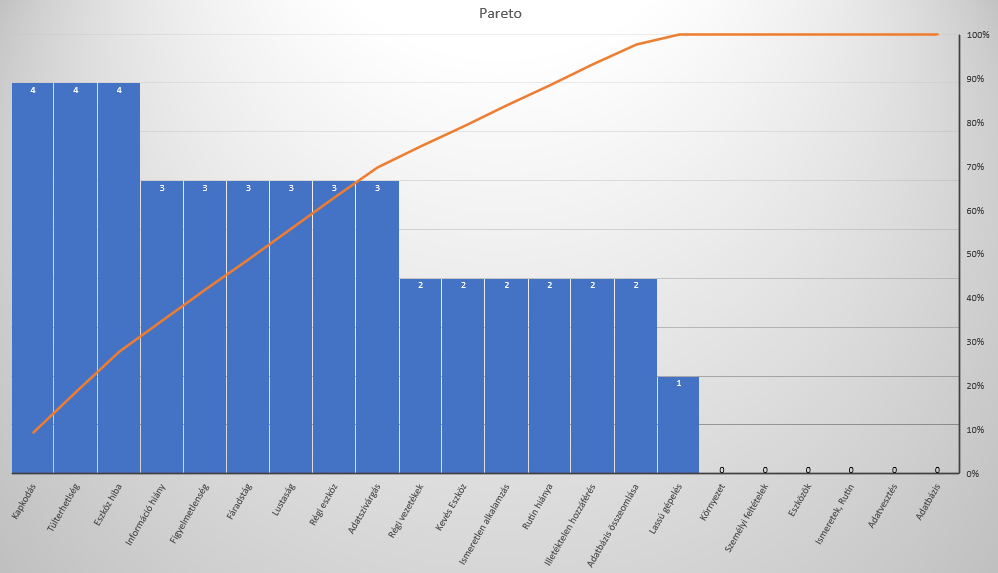 Pareto
100%
90%
80%
70%
60%
50%
40%
30%
20%
10%
0%
4
4
4
3
3
3
3
3
3
2
2
2
2
2
2
1
0
0
0
0
0
0
Kapkodás
Túlterheltség
Eszköz hiba
Információ hiány
Figyelmetlenség
Fáradstág
Lustaság
Régi eszköz
Adatszivárgás
Régi vezetékek
Kevés Eszköz
Ismeretlen alkalamzás
Rutin hiánya
Illetéktelen hozzáférés
Adatbázis összeomlása
Lassú gépelés
Környezet
Személyi feltételek
Eszközök
Ismeretek, Rutin
Adatvesztés
Adatbázis